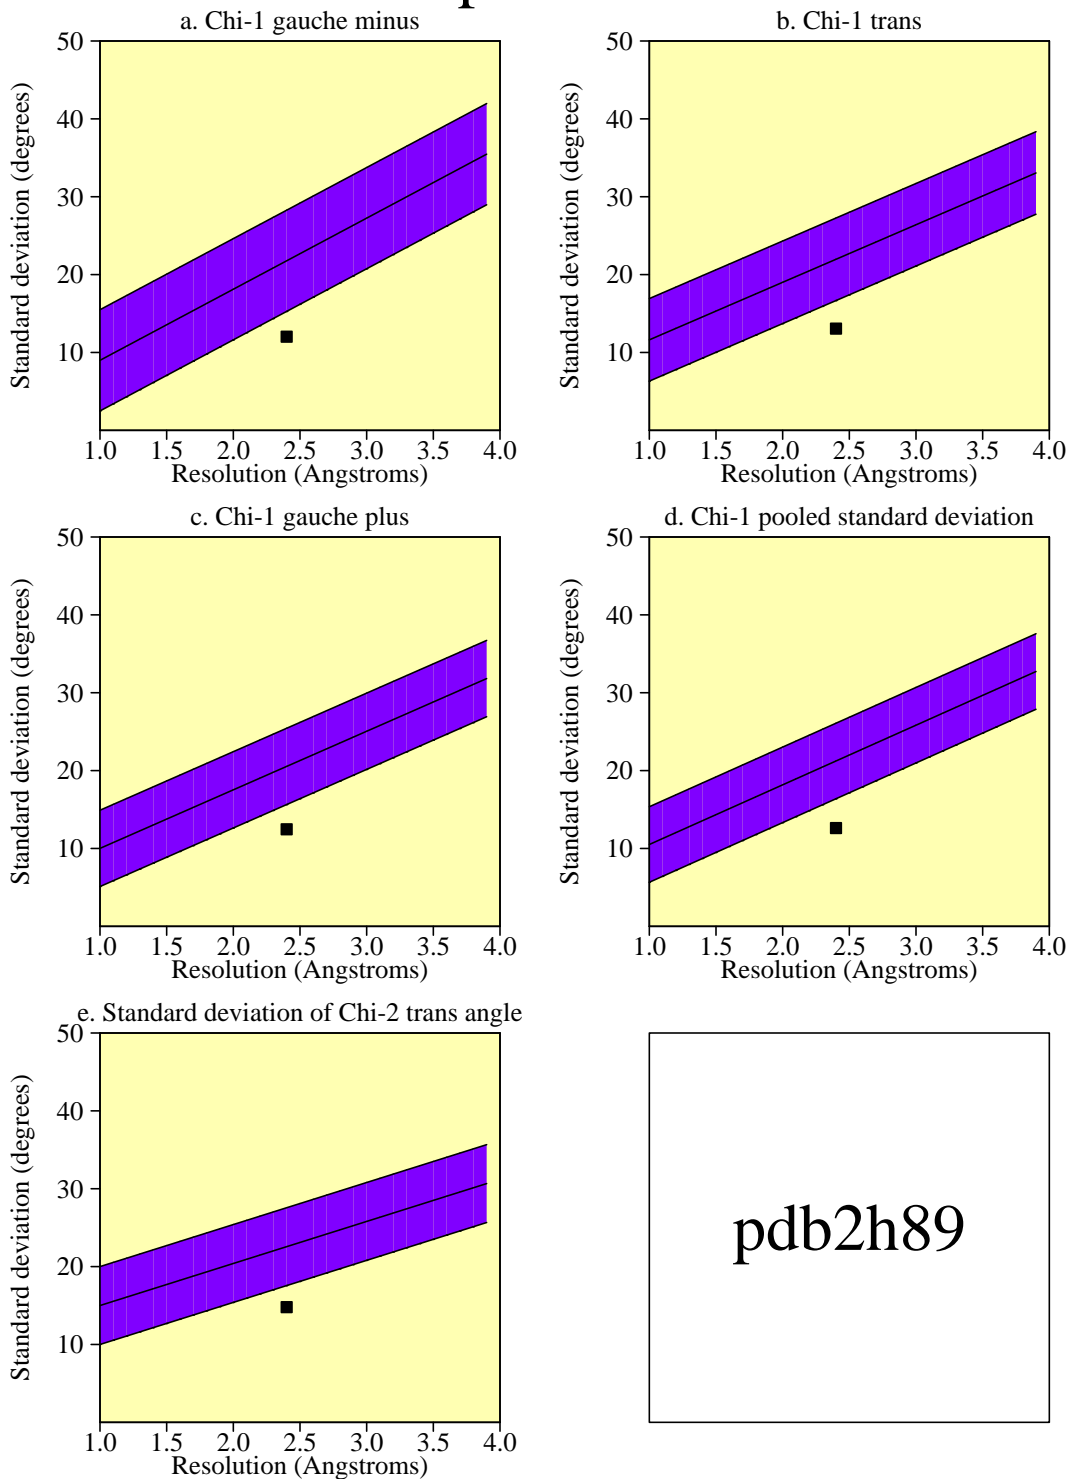 a. Chi-1 gauche minus
50
40
30
20
10
Standard deviation (degrees)
1.0 1.5 2.0 2.5 3.0 3.5 4.0
Resolution (Angstroms)
b. Chi-1 trans
50
40
30
20
10
Standard deviation (degrees)
1.0 1.5 2.0 2.5 3.0 3.5 4.0
Resolution (Angstroms)
c. Chi-1 gauche plus
50
40
30
20
10
Standard deviation (degrees)
1.0 1.5 2.0 2.5 3.0 3.5 4.0
Resolution (Angstroms)
d. Chi-1 pooled standard deviation
50
40
30
20
10
Standard deviation (degrees)
1.0 1.5 2.0 2.5 3.0 3.5 4.0
Resolution (Angstroms)
e. Standard deviation of Chi-2 trans angle
50
40
30
20
10
Standard deviation (degrees)
1.0 1.5 2.0 2.5 3.0 3.5 4.0
Resolution (Angstroms)
pdb2h89